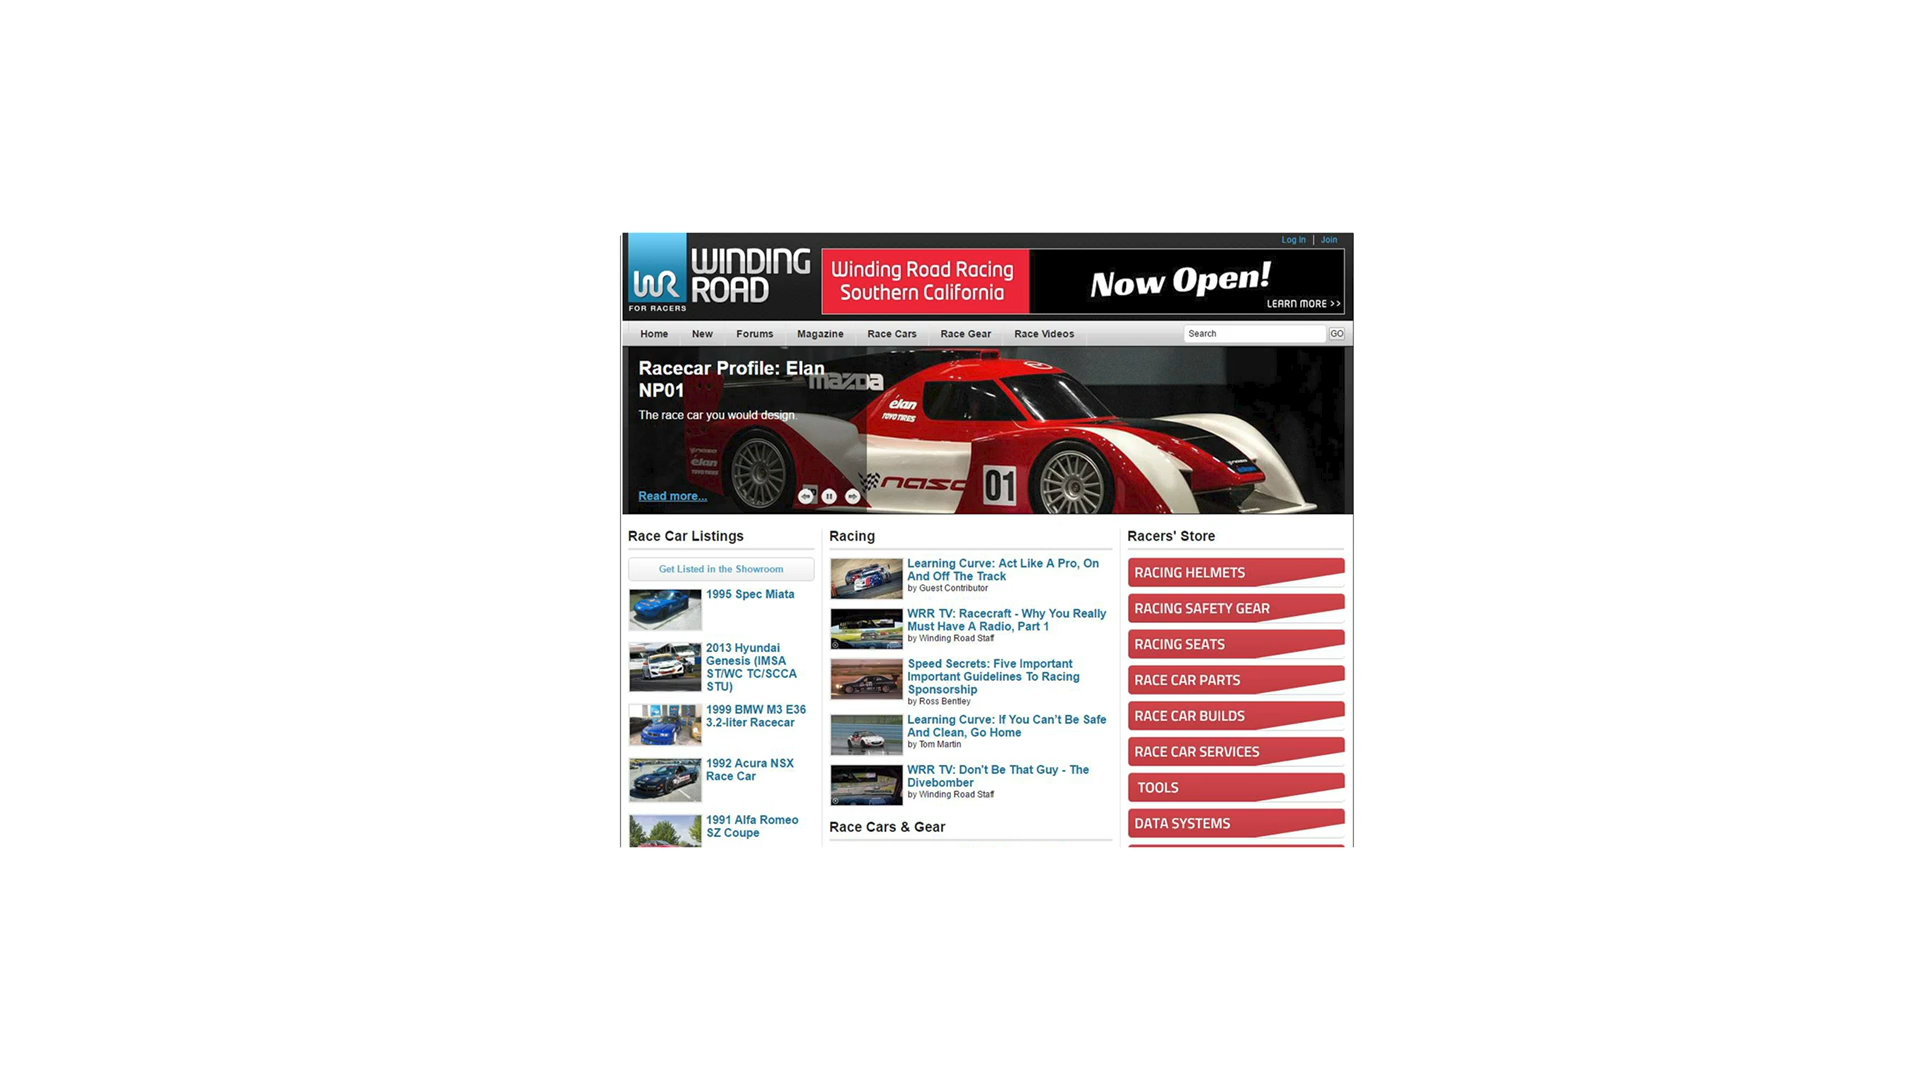 Log In | Join
WR
FOR RACERS
WINDING
ROAD
Winding Road Racing
Southern California
Now Open!
LEARN MORE >>
Home
New
Forums
Magazine
Race Cars
Race Gear
Race Videos
Search
GO
Racecar Profile: Elan
NP01
The race car you would design.
Read more...
mazda
élan
TOYO TIRES
élan
nasa
01
Race Car Listings
Get Listed in the Showroom
1995 Spec Miata
2013 Hyundai
Genesis (IMSA
ST/WC TC/SCCA
STU)
1999 BMW M3 E36
3.2-liter Racecar
1992 Acura NSX
Race Car
1991 Alfa Romeo
SZ Coupe
Racing
Learning Curve: Act Like A Pro, On
And Off The Track
by Guest Contributor
WRR TV: Racecraft - Why You Really
Must Have A Radio, Part 1
by Winding Road Staff
Speed Secrets: Five Important
Important Guidelines To Racing
Sponsorship
by Ross Bentley
Learning Curve: If You Can't Be Safe
And Clean, Go Home
by Tom Martin
WRR TV: Don't Be That Guy - The
Divebomber
by Winding Road Staff
Race Cars & Gear
Racers' Store
RACING HELMETS
RACING SAFETY GEAR
RACING SEATS
RACE CAR PARTS
RACE CAR BUILDS
RACE CAR SERVICES
TOOLS
DATA SYSTEMS